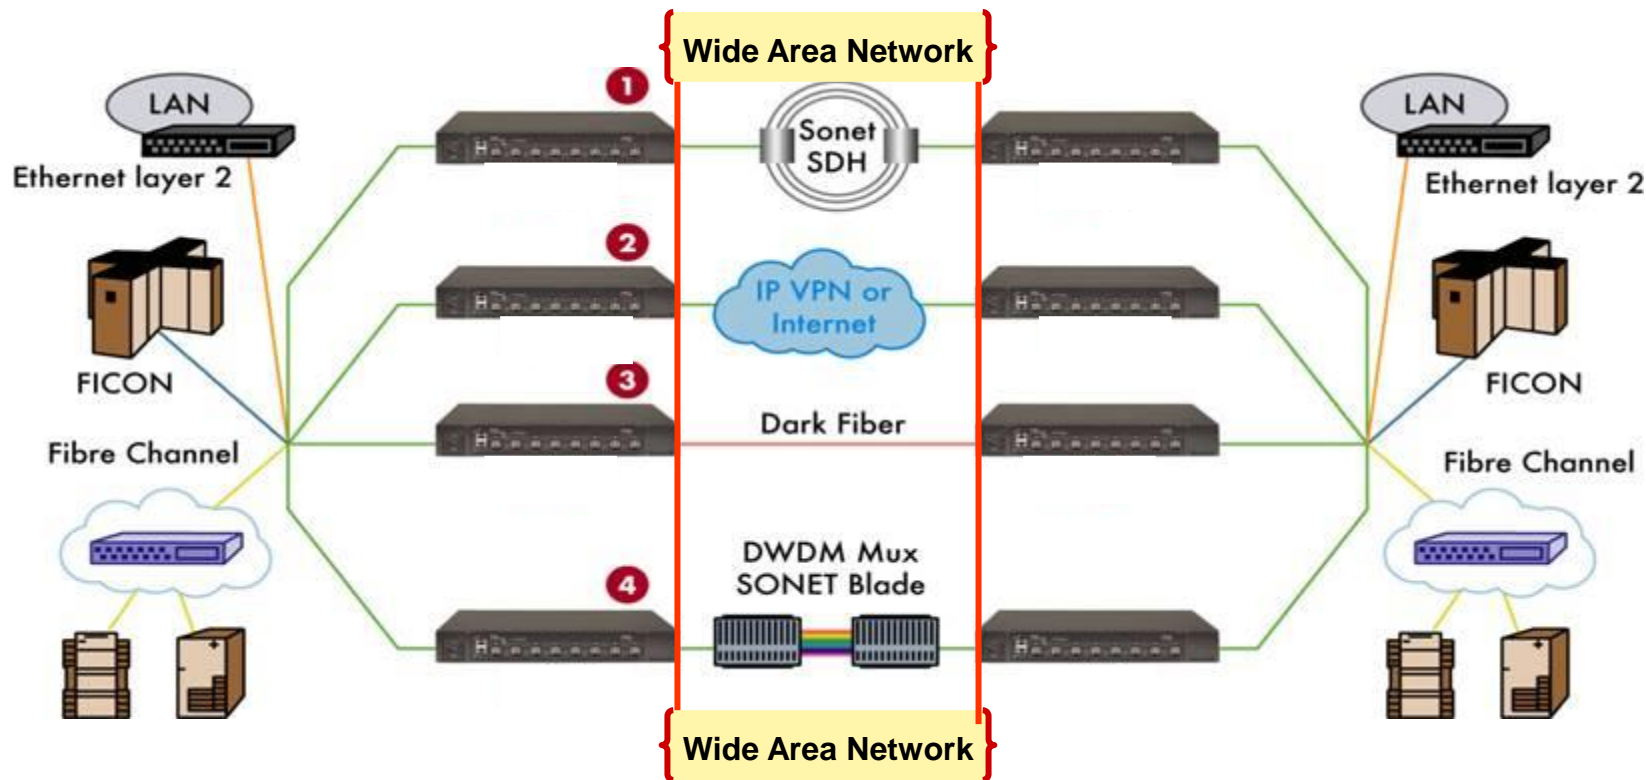 Wide Area Network
1
LAN
Sonet
SDH
LAN
Ethernet layer 2
Ethernet layer 2
2
IP VPN or
Internet
FICON
3
FICON
Dark Fiber
Fibre Channel
Fibre Channel
4
DWDM Mux
SONET Blade
Wide Area Network